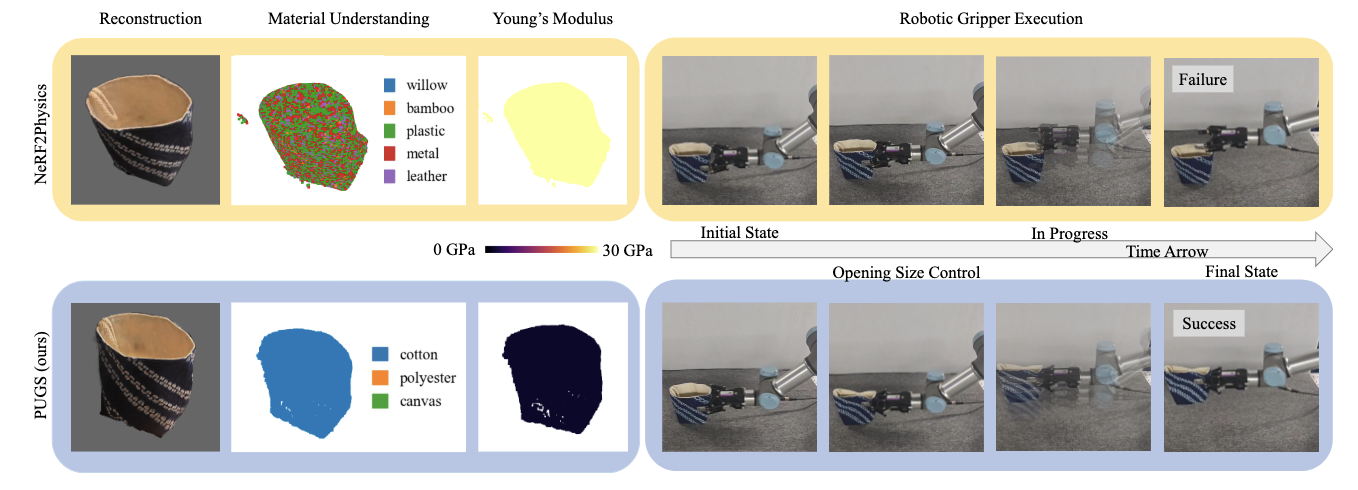 Reconstruction
Material Understanding
Young's Modulus
Robotic Gripper Execution
NeRF2Physics
willow
bamboo
plastic
metal
leather
Failure
0 GPa
30 GPa
Initial State
In Progress
Time Arrow
Opening Size Control
Final State
PUGS (ours)
cotton
polyester
canvas
Success